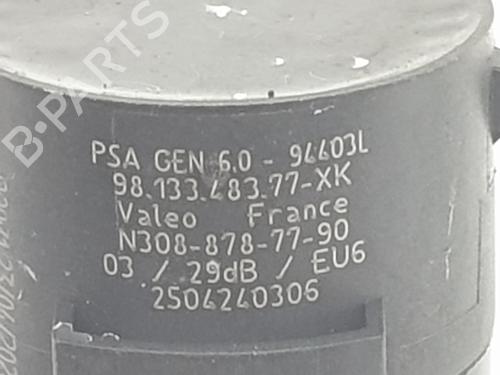 PSA GEN 6.0 - 94403L
98.133.483.77-XK
Valeo France
N308-878-77-90
03 / 29dB / EU6
2504240306
B-PARTS